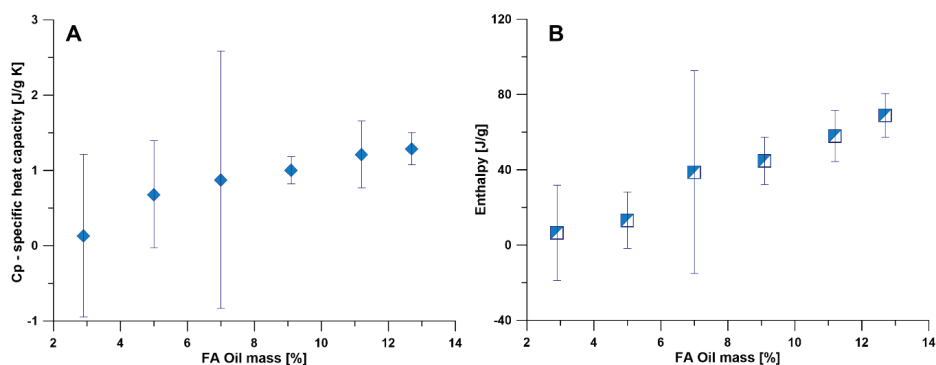 A
Cp - specific heat capacity [J/g K]
3
2
1
0
-1
2 4 6 8 10 12 14
FA Oil mass [%]
B
Enthalpy [J/g]
120
80
40
0
-40
2 4 6 8 10 12 14
FA Oil mass [%]